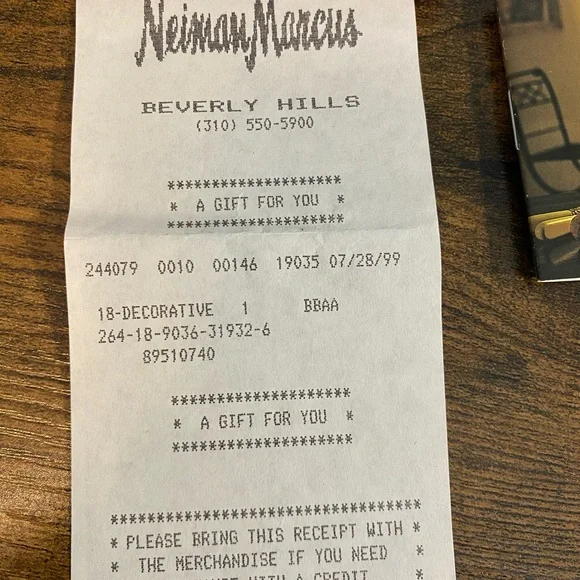 Neiman Marcus
BEVERLY HILLS
(310) 550-5900
********************
* A GIFT FOR YOU *
********************
244079 0010 00146 19035 07/28/99
18-DECORATIVE 1 BBAA
264-18-9036-31932-6
89510740
********************
* A GIFT FOR YOU *
********************
***********************************
* PLEASE BRING THIS RECEIPT WITH *
* THE MERCHANDISE IF YOU NEED *
WITH A CREDIT